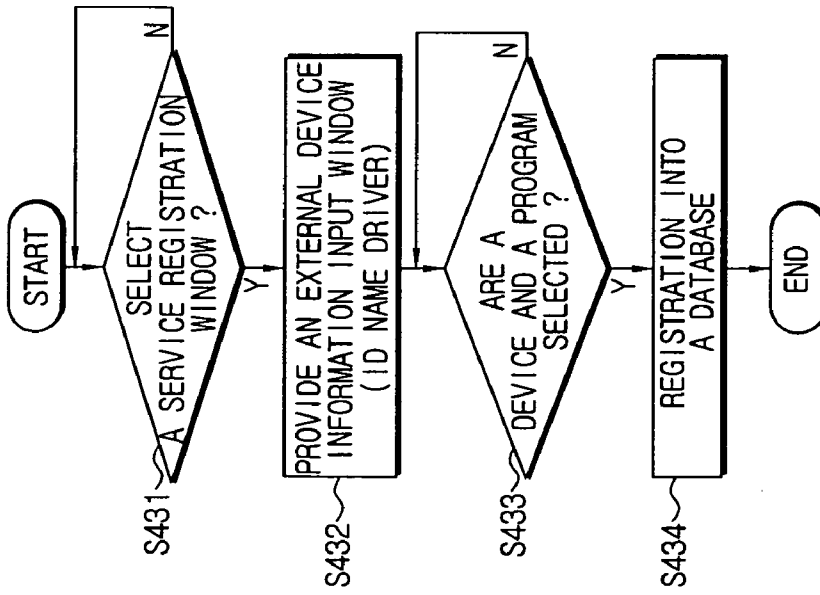 START
SELECT
A SERVICE REGISTRATION
WINDOW ?
N
Y
S431
PROVIDE AN EXTERNAL DEVICE
INFORMATION INPUT WINDOW
(ID NAME DRIVER)
S432
ARE A
DEVICE AND A PROGRAM
SELECTED ?
N
Y
S433
REGISTRATION INTO
A DATABASE
S434
END